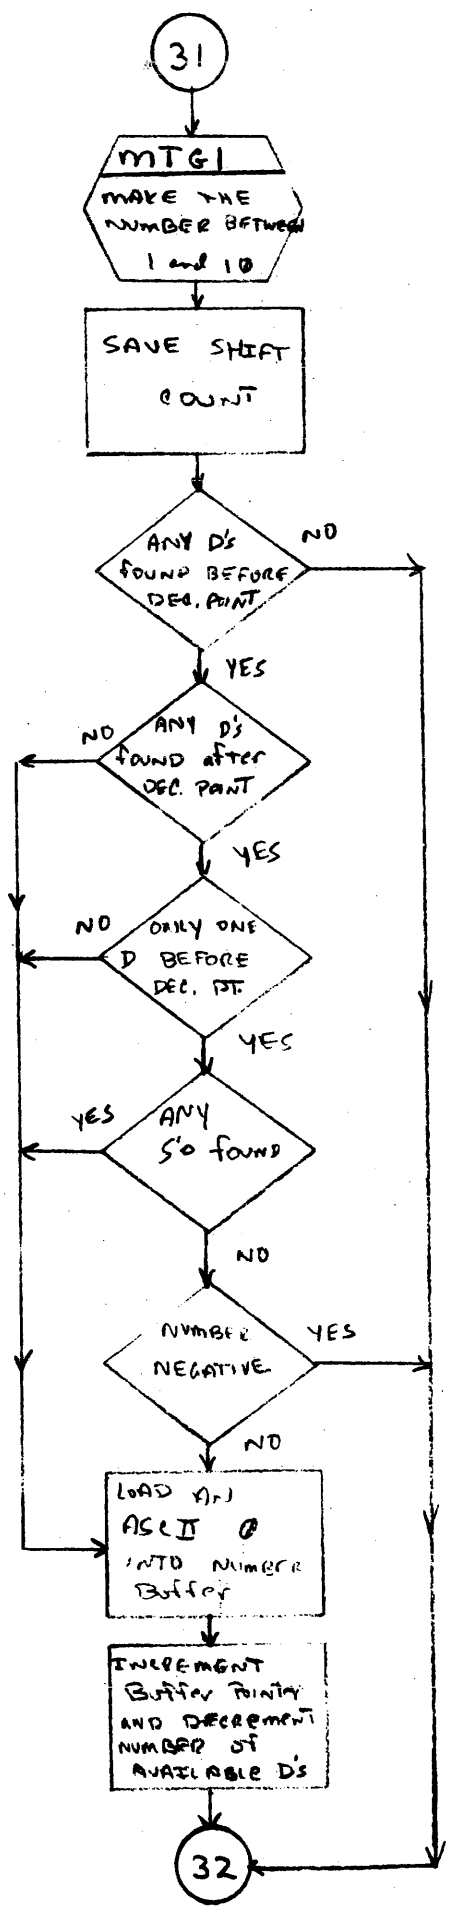 31
MTG1
MAKE THE
NUMBER BETWEEN
1 and 10
SAVE SHIFT
COUNT
ANY D's
found BEFORE
DEC. POINT
NO
YES
ANY D's
found after
DEC. POINT
NO
YES
ONLY ONE
D BEFORE
DEC. PT.
NO
YES
ANY
S'D found
YES
NO
NUMBER
NEGATIVE
YES
NO
LOAD AN
ASCII 0
INTO NUMBER
Buffer
INCREMENT
Buffer Pointer
AND DECREMENT
NUMBER OF
AVAILABLE D's
32